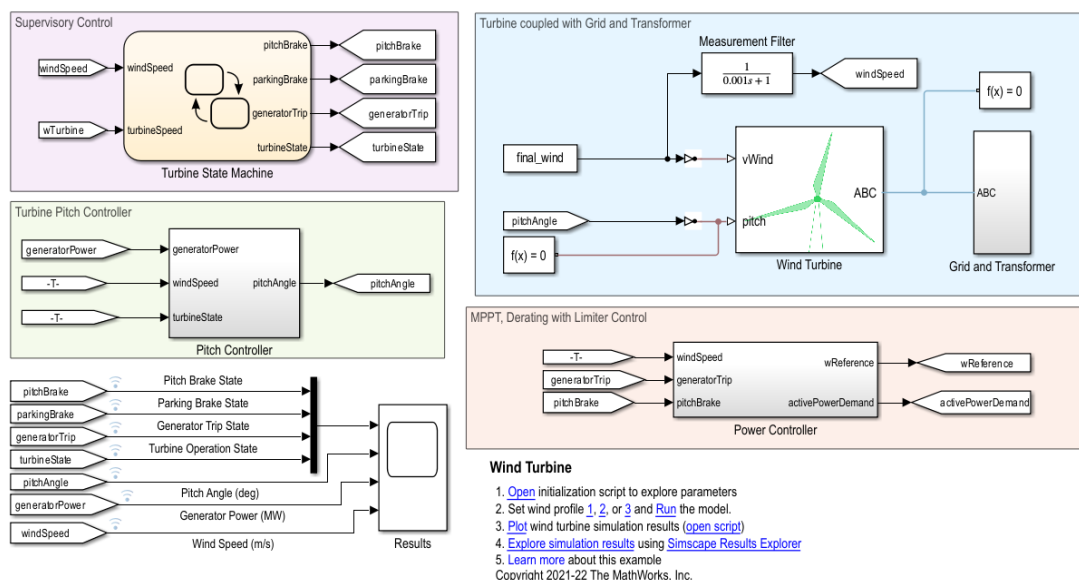 Supervisory Control
windSpeed
wTurbine
windSpeed
turbineSpeed
pitchBrake
parkingBrake
generatorTrip
turbineState
pitchBrake
parkingBrake
generatorTrip
turbineState
Turbine State Machine
Turbine Pitch Controller
generatorPower
-T-
-T-
generatorPower
windSpeed
turbineState
pitchAngle
pitchAngle
Pitch Controller
pitchBrake
parkingBrake
generatorTrip
turbineState
pitchAngle
generatorPower
windSpeed
Pitch Brake State
Parking Brake State
Generator Trip State
Turbine Operation State
Pitch Angle (deg)
Generator Power (MW)
Wind Speed (m/s)
Results
Turbine coupled with Grid and Transformer
Measurement Filter
1
0.001s + 1
windSpeed
f(x) = 0
final_wind
vWind
pitchAngle
pitch
f(x) = 0
ABC
ABC
Wind Turbine
Grid and Transformer
MPPT, Derating with Limiter Control
-T-
generatorTrip
pitchBrake
windSpeed
generatorTrip
pitchBrake
wReference
activePowerDemand
wReference
activePowerDemand
Power Controller
Wind Turbine
1. Open initialization script to explore parameters
2. Set wind profile 1, 2, or 3 and Run the model.
3. Plot wind turbine simulation results (open script)
4. Explore simulation results using Simscape Results Explorer
5. Learn more about this example
Copyright 2021-22 The MathWorks, Inc.